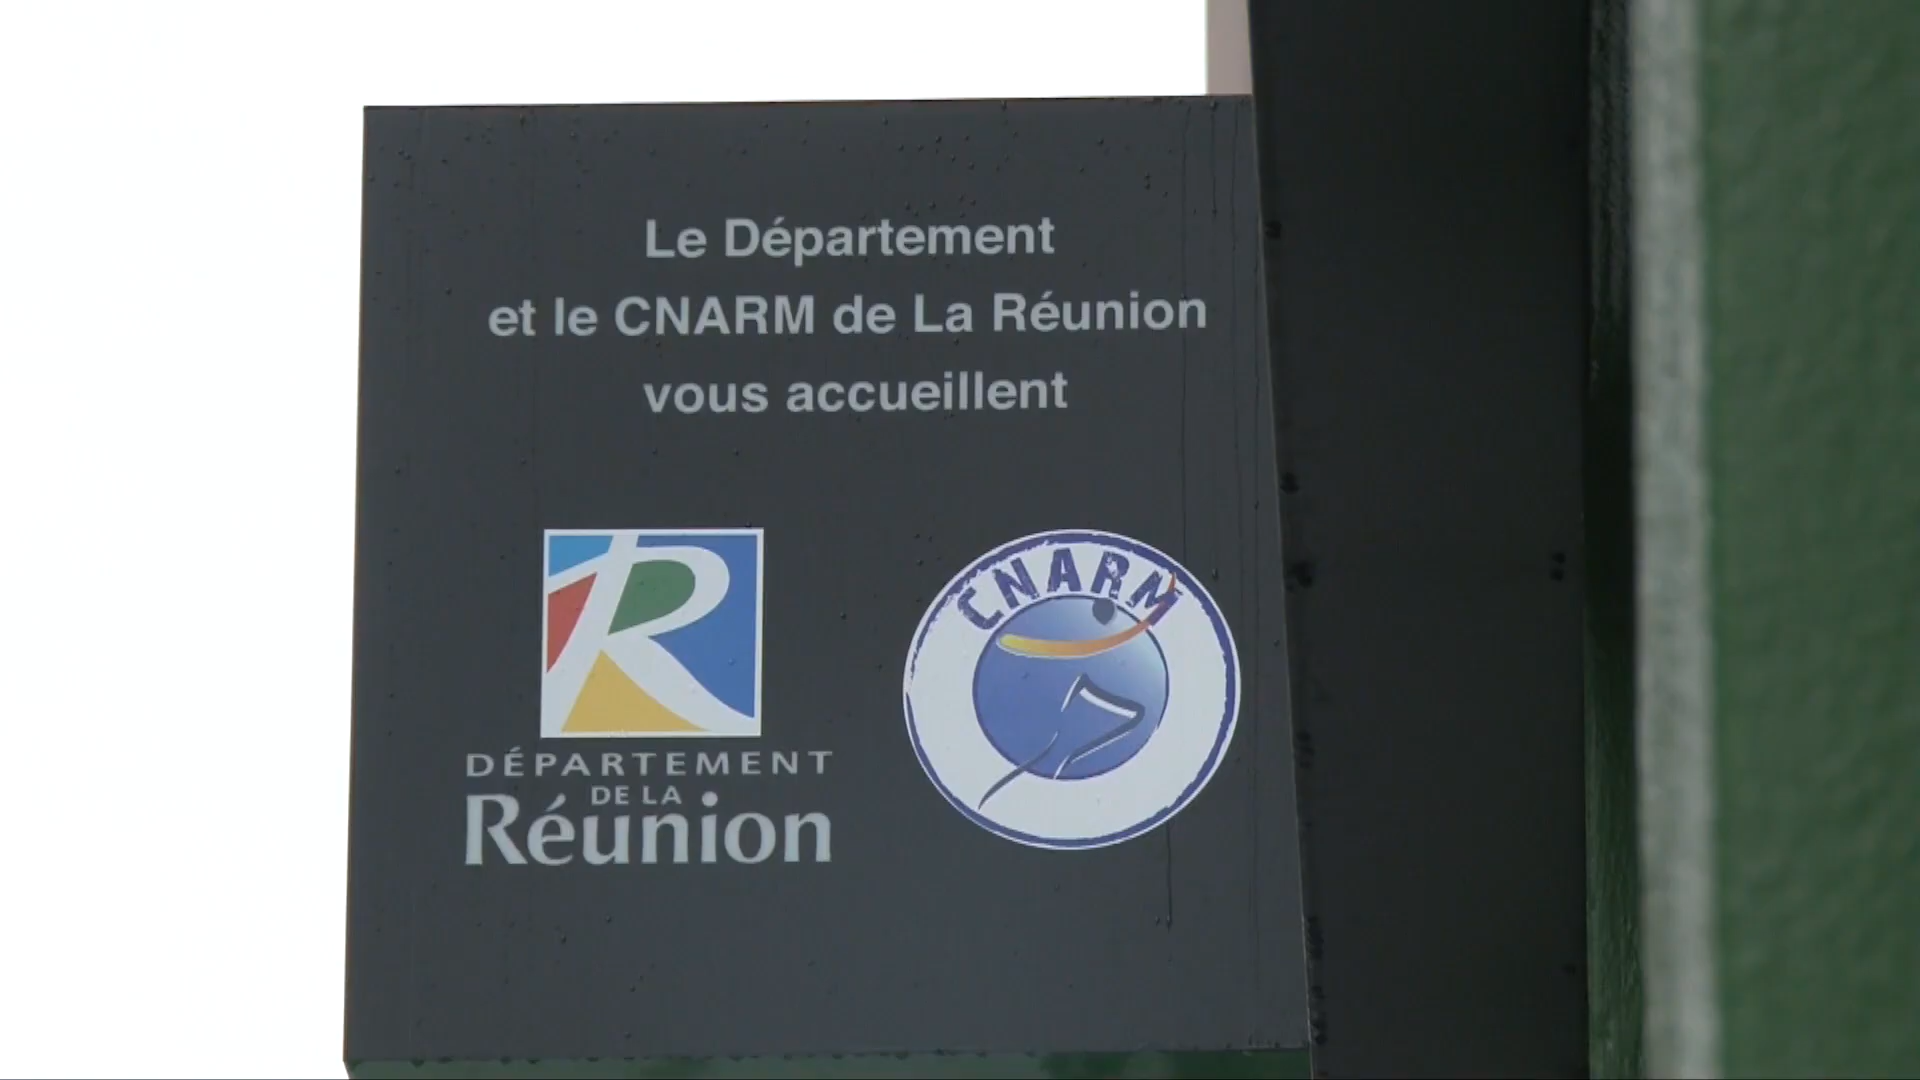 Le Département
et le CNARM de La Réunion
vous accueillent
DÉPARTEMENT
DE LA
Réunion
CNARM